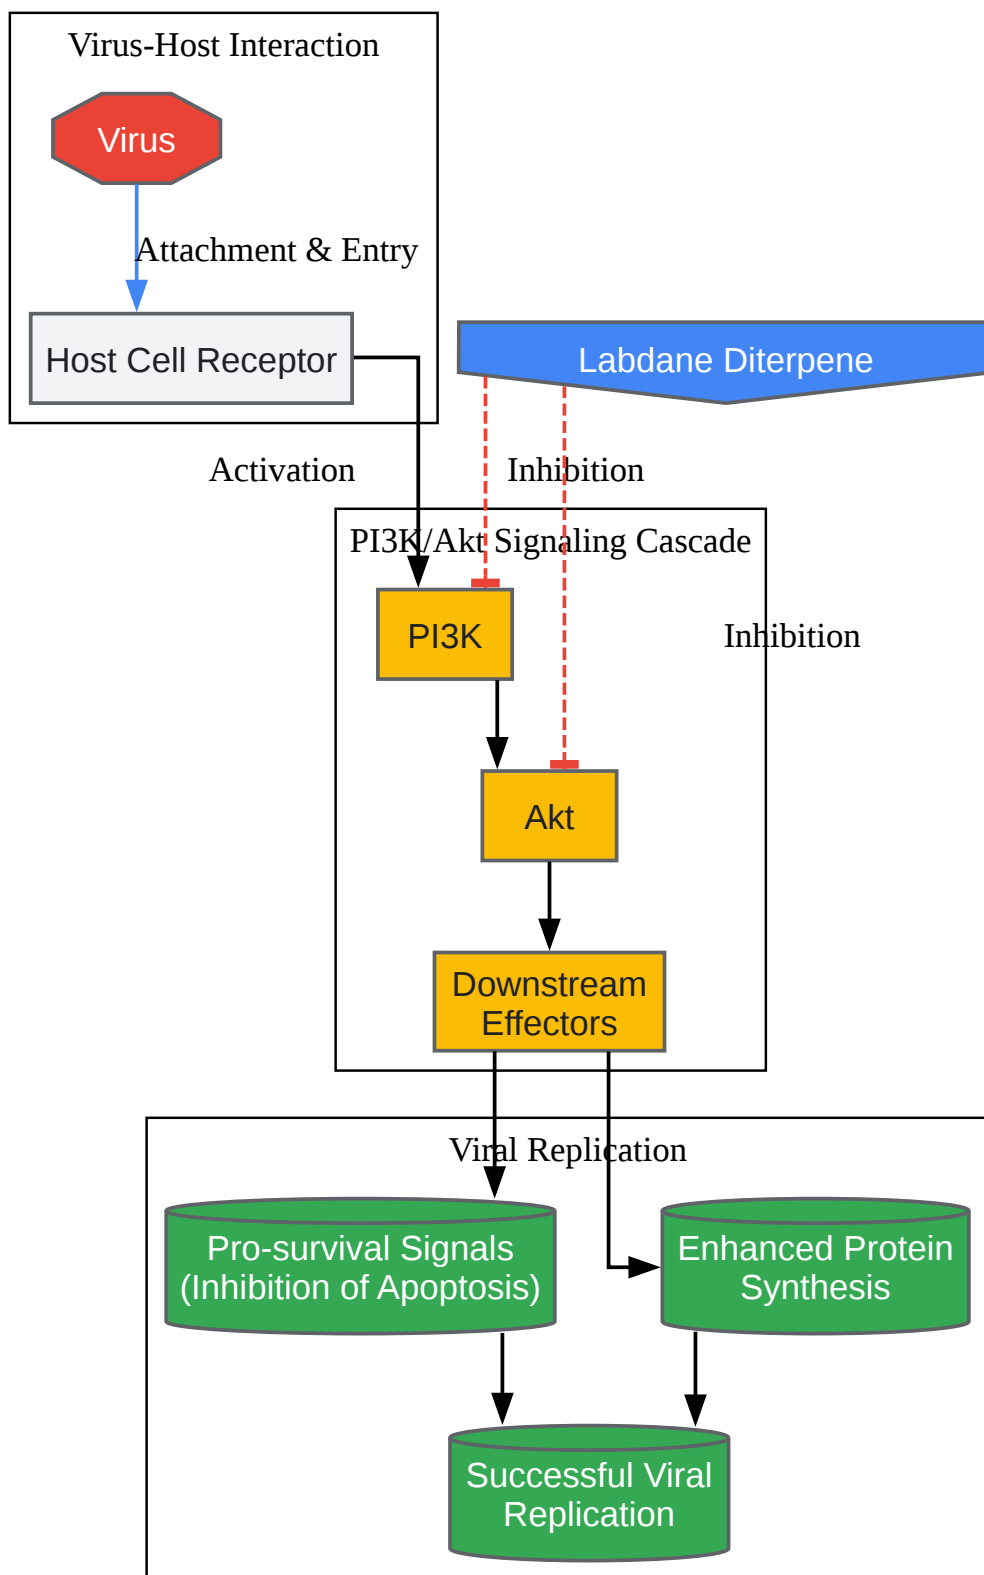 Virus-Host Interaction
Virus
Attachment & Entry
Host Cell Receptor
Labdane Diterpene
Activation
Inhibition
PI3K/Akt Signaling Cascade
PI3K
Inhibition
Akt
Downstream
Effectors
Viral Replication
Pro-survival Signals
(Inhibition of Apoptosis)
Enhanced Protein
Synthesis
Successful Viral
Replication